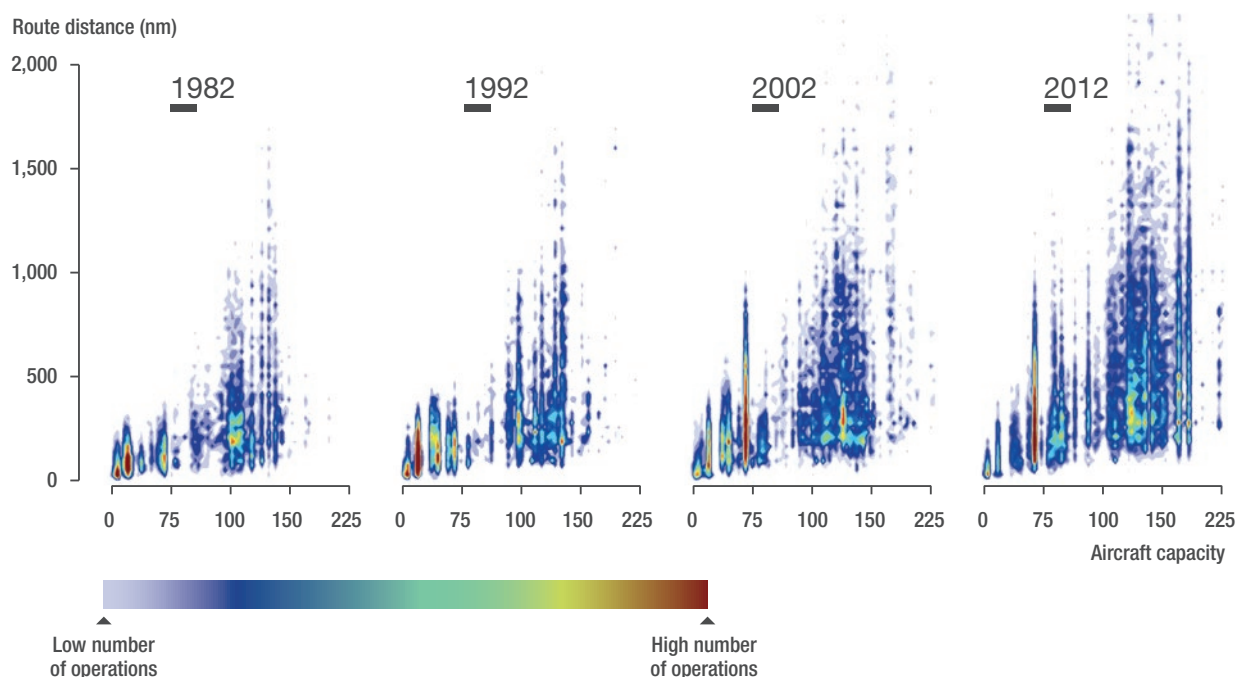 Route distance (nm)
2,000
1982
1992
2002
2012
1,500
1,000
500
0
0 75 100 150 225
0 75 100 150 225
0 75 100 150 225
0 75 100 150 225
Aircraft capacity
Low number
of operations
High number
of operations